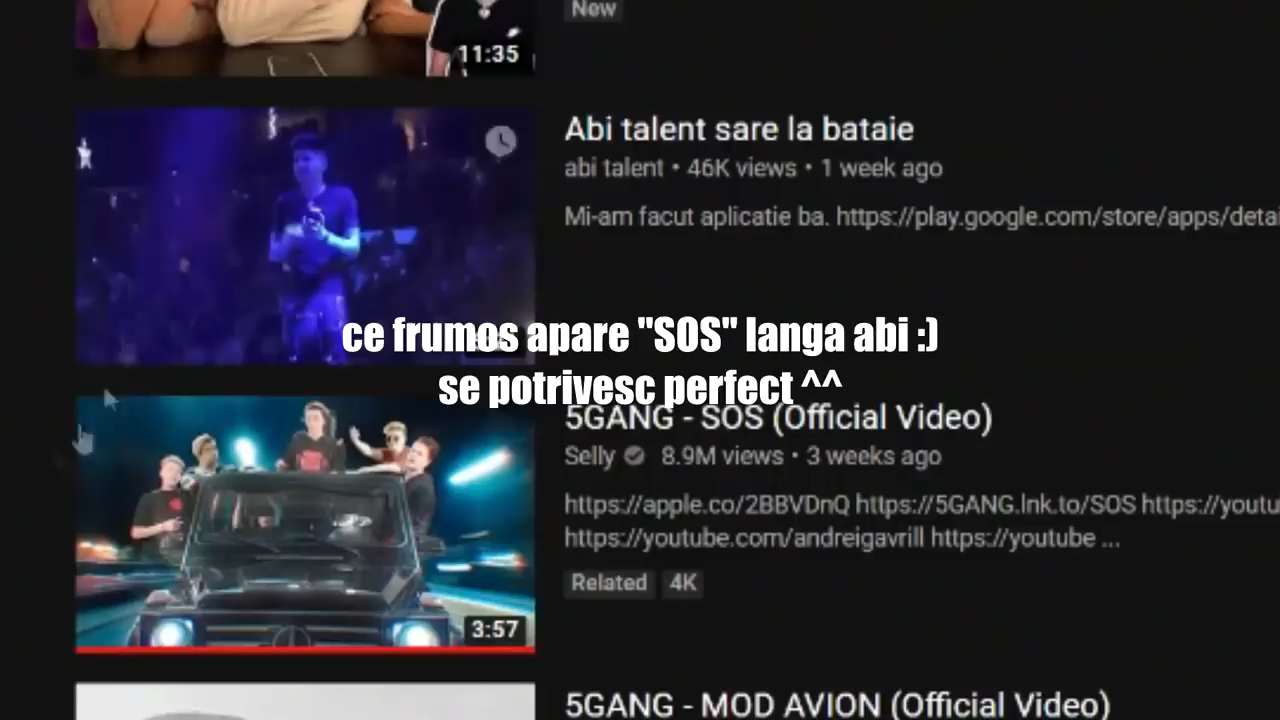 New
11:35
Abi talent sare la bataie
abi talent • 46K views • 1 week ago
Mi-am facut aplicatie ba. https://play.google.com/store/apps/detai
ce frumos apare "SOS" langa abi :)
se potrivesc perfect ^^
5GANG - SOS (Official Video)
Selly 8.9M views • 3 weeks ago
https://apple.co/2BBVDnQ https://5GANG.lnk.to/SOS https://youtu
https://youtube.com/andreigavrill https://youtube ...
Related 4K
3:57
5GANG - MOD AVION (Official Video)